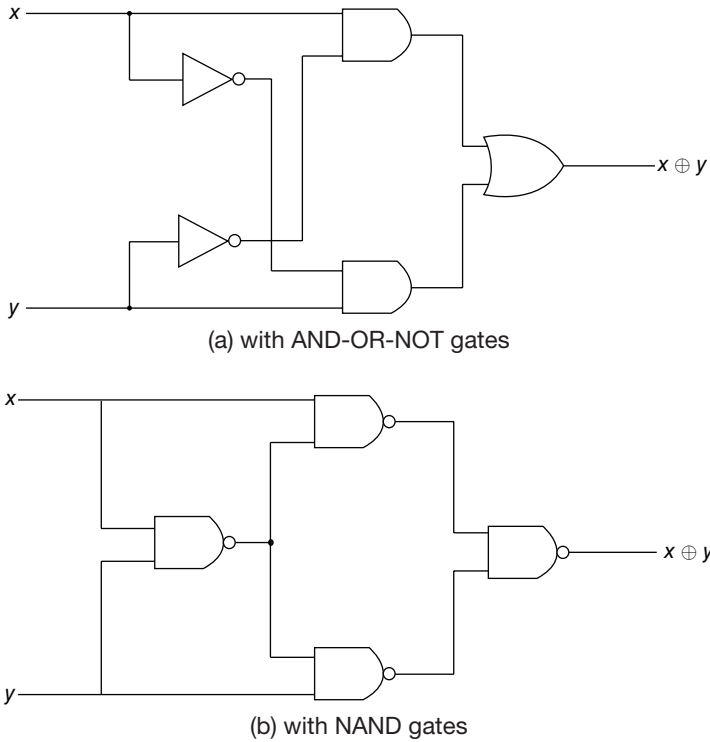 x
x ⊕ y
y
(a) with AND-OR-NOT gates
x
x ⊕ y
y
(b) with NAND gates